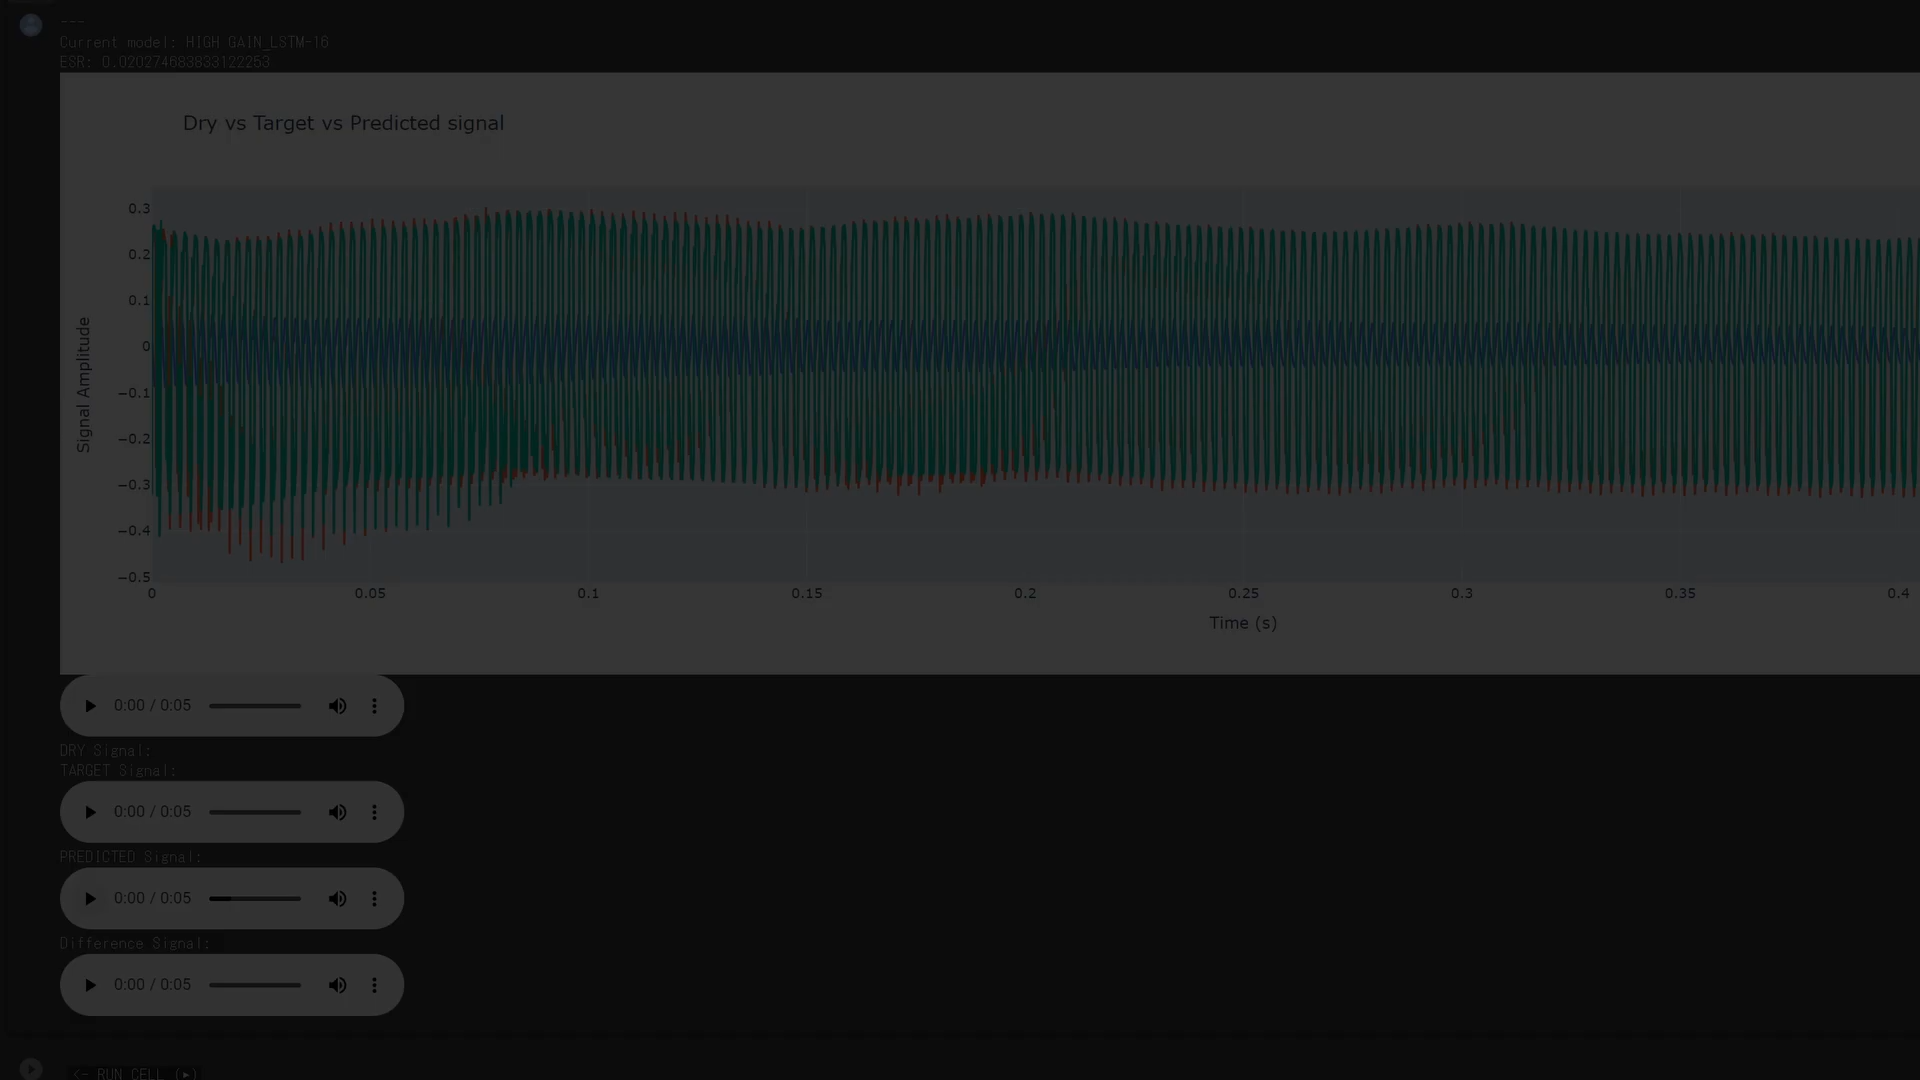 ---
Current model: HIGH GAIN_LSTM-16
ESR: 0.020274683833122253
Dry vs Target vs Predicted signal
0.3
0.2
0.1
0
−0.1
−0.2
−0.3
−0.4
−0.5
Signal Amplitude
0 0.05 0.1 0.15 0.2 0.25 0.3 0.35 0.4
Time (s)
0:00 / 0:05
DRY Signal:
TARGET Signal:
0:00 / 0:05
PREDICTED Signal:
0:00 / 0:05
Difference Signal:
0:00 / 0:05
<- RUN CELL (►)